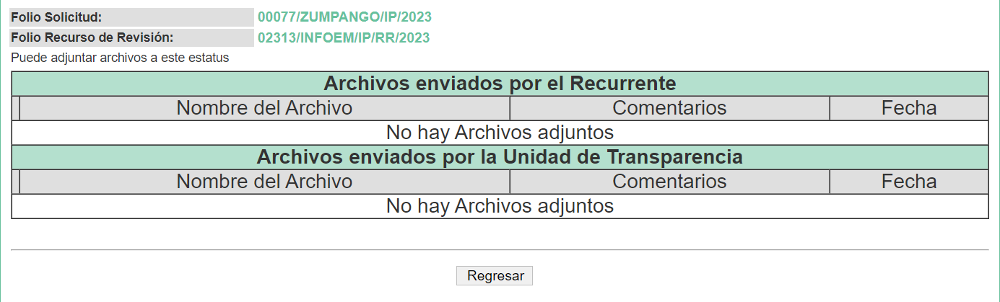 Folio Solicitud: 00077/ZUMPANGO/IP/2023
Folio Recurso de Revisión: 02313/INFOEM/IP/RR/2023
Puede adjuntar archivos a este estatus
Archivos enviados por el Recurrente
Nombre del Archivo Comentarios Fecha
No hay Archivos adjuntos
Archivos enviados por la Unidad de Transparencia
Nombre del Archivo Comentarios Fecha
No hay Archivos adjuntos
Regresar